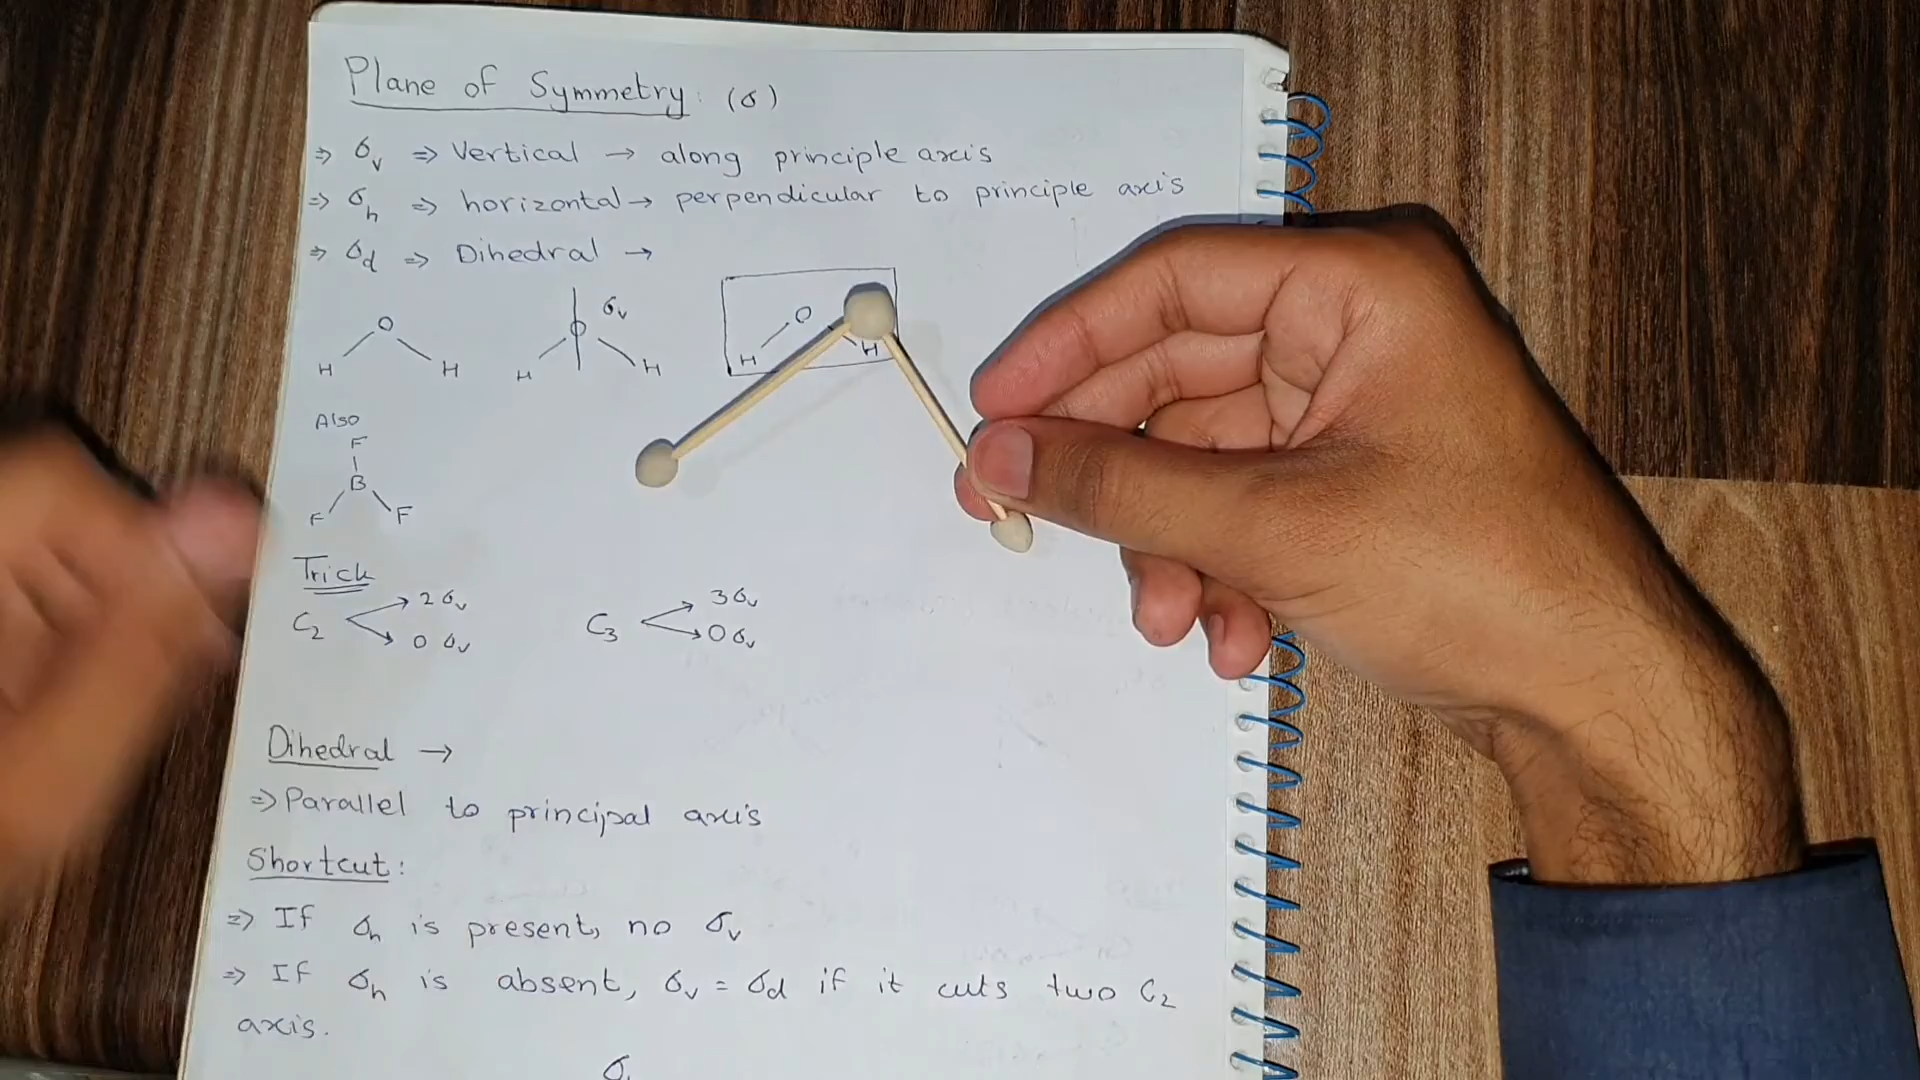 Plane of Symmetry: (σ)
⇒ σv ⇒ Vertical → along principle axis
⇒ σh ⇒ horizontal → perpendicular to principle axis
⇒ σd ⇒ Dihedral →
O
H H
σv
O
H H
O
H H
Also
F
B
F F
Trick
C2 → 2σv
→ 0 σv
C3 → 3σv
→ 0σv
Dihedral →
⇒ Parallel to principal axis
Shortcut:
⇒ If σh is present, no σv
⇒ If σh is absent, σv = σd if it cuts two C2
axis.